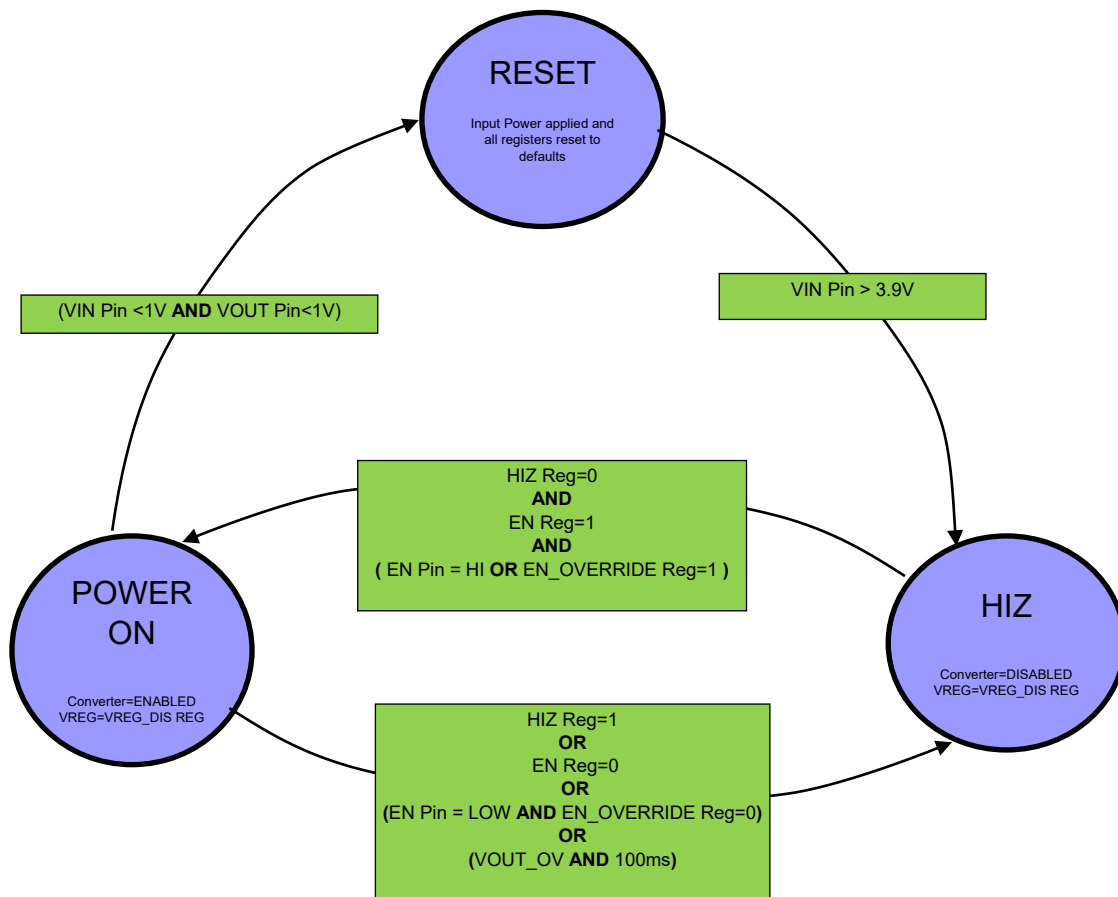 RESET
Input Power applied and
all registers reset to
defaults
(VIN Pin <1V AND VOUT Pin<1V)
VIN Pin > 3.9V
HIZ Reg=0
AND
EN Reg=1
AND
( EN Pin = HI OR EN_OVERRIDE Reg=1 )
POWER
ON
Converter=ENABLED
VREG=VREG_DIS REG
HIZ
Converter=DISABLED
VREG=VREG_DIS REG
HIZ Reg=1
OR
EN Reg=0
OR
(EN Pin = LOW AND EN_OVERRIDE Reg=0)
OR
(VOUT_OV AND 100ms)